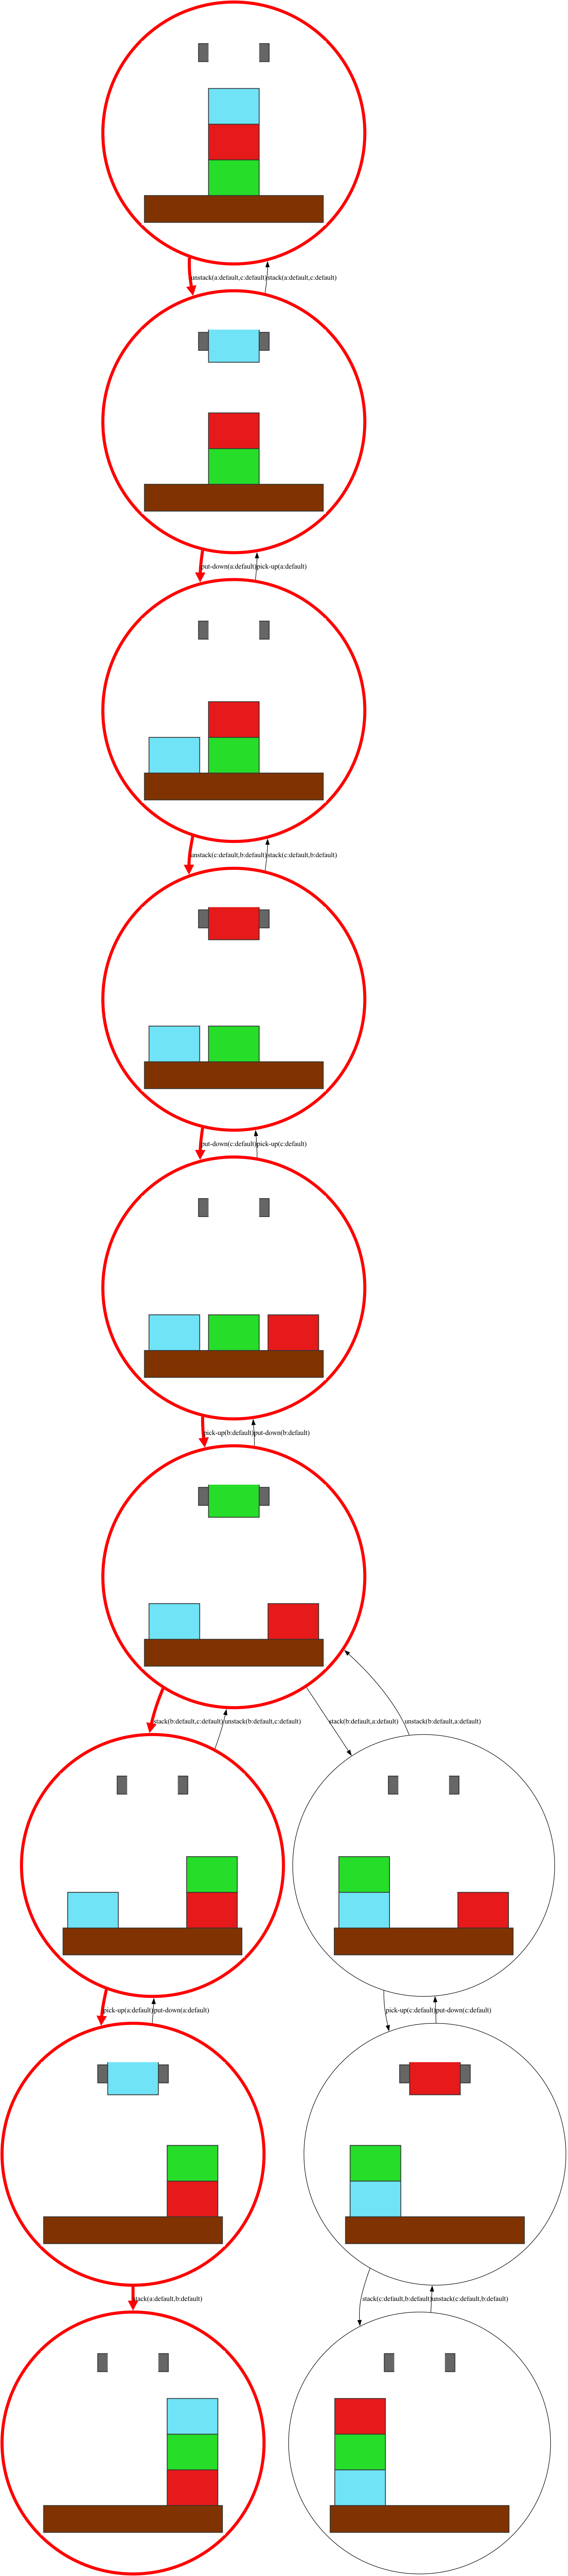 unstack(a:default,c:default) stack(a:default,c:default)
put-down(a:default) pick-up(a:default)
unstack(c:default,b:default) stack(c:default,b:default)
put-down(c:default) pick-up(c:default)
pick-up(b:default) put-down(b:default)
stack(b:default,c:default) unstack(b:default,c:default) stack(b:default,a:default) unstack(b:default,a:default)
pick-up(a:default) put-down(a:default) pick-up(c:default) put-down(c:default)
stack(a:default,b:default) stack(c:default,b:default) unstack(c:default,b:default)